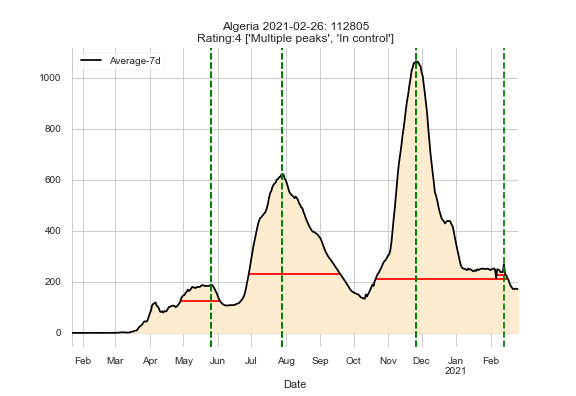 Algeria 2021-02-26: 112805
Rating:4 ['Multiple peaks', 'In control']
Average-7d
1000
800
600
400
200
0
Feb Mar Apr May Jun Jul Aug Sep Oct Nov Dec Jan Feb
2021
Date